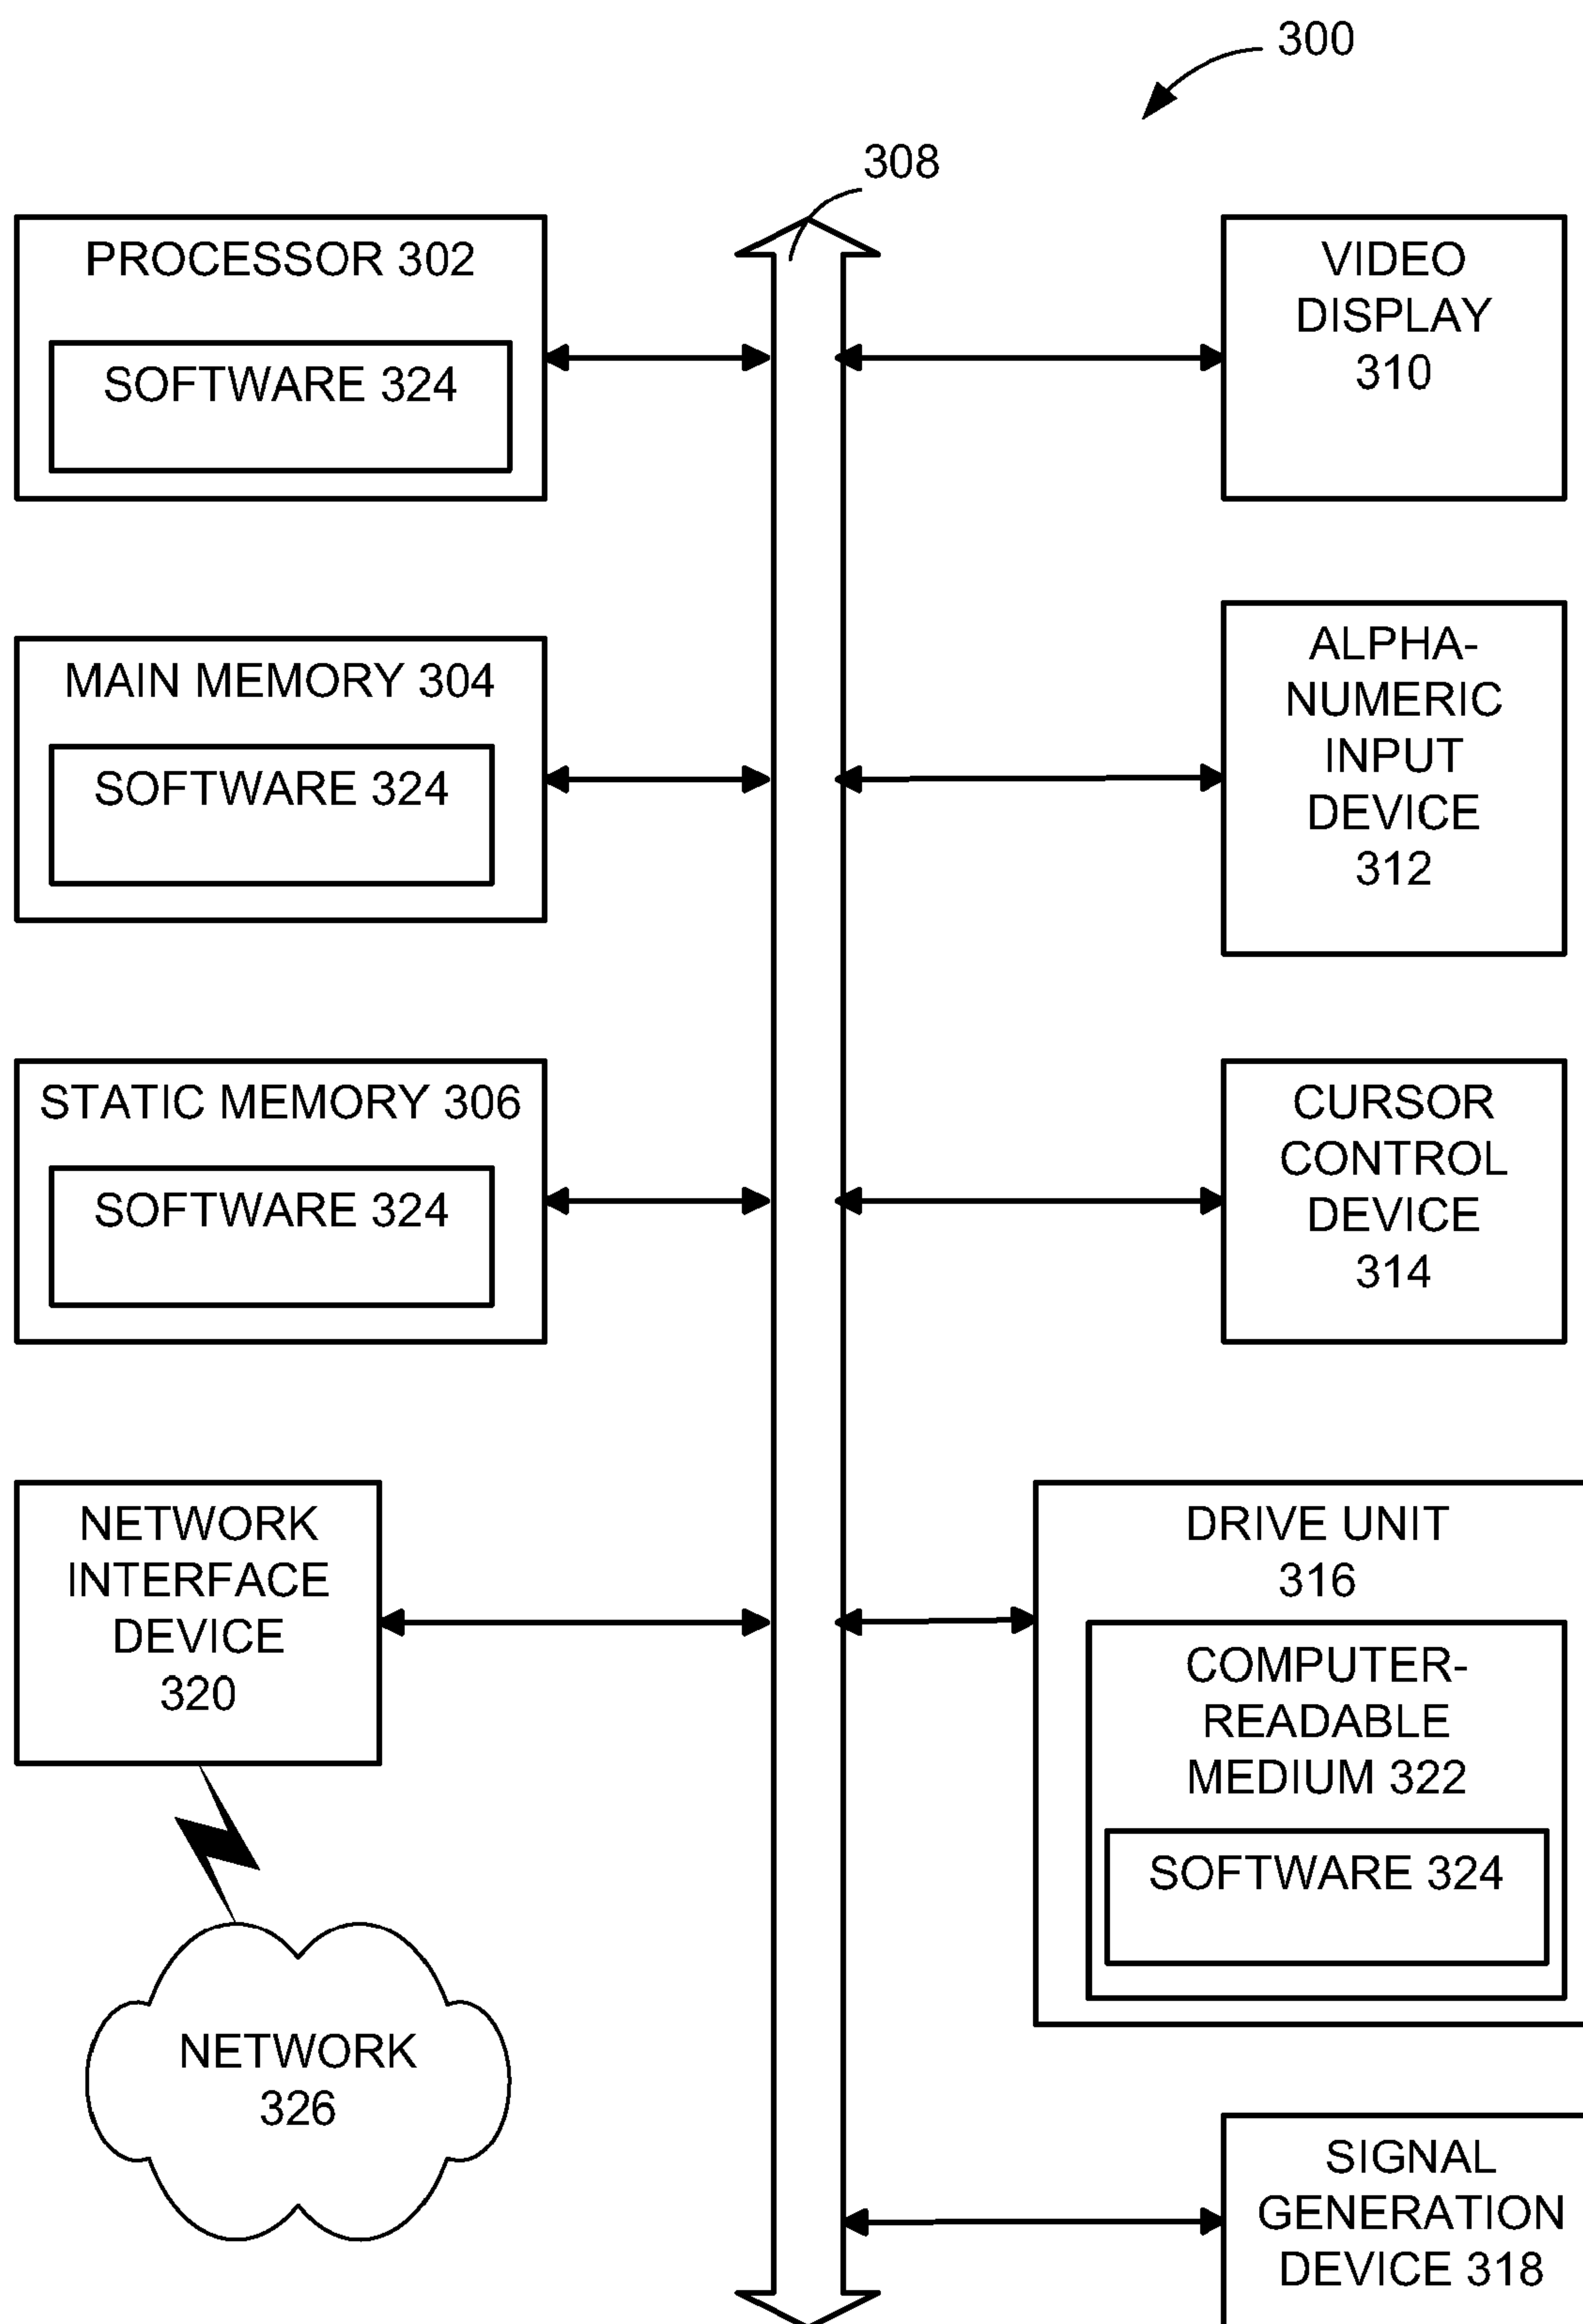 300
308
PROCESSOR 302
SOFTWARE 324
MAIN MEMORY 304
SOFTWARE 324
STATIC MEMORY 306
SOFTWARE 324
NETWORK
INTERFACE
DEVICE
320
NETWORK
326
VIDEO
DISPLAY
310
ALPHA-
NUMERIC
INPUT
DEVICE
312
CURSOR
CONTROL
DEVICE
314
DRIVE UNIT
316
COMPUTER-
READABLE
MEDIUM 322
SOFTWARE 324
SIGNAL
GENERATION
DEVICE 318